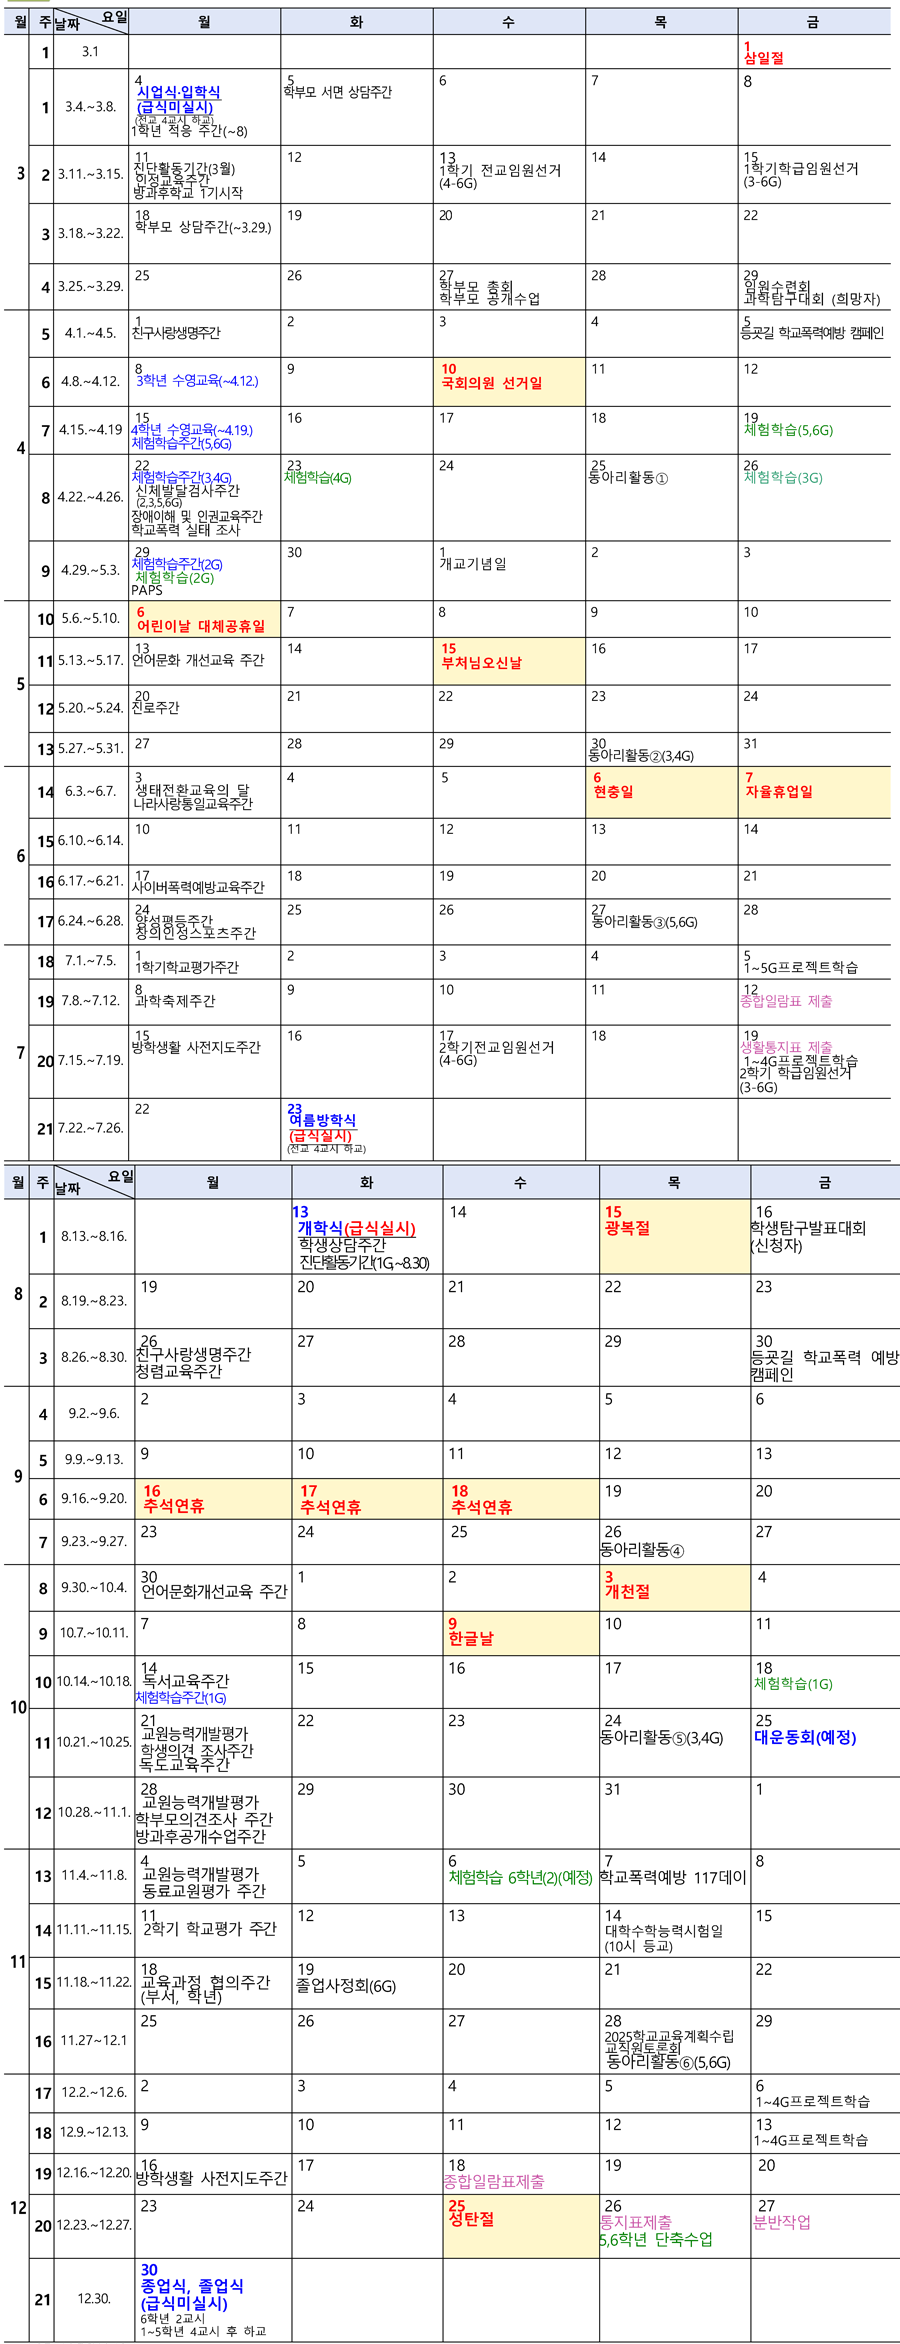 월 주 날짜 요일 월 화 수 목 금
3
1 3.1
1
삼일절
1 3.4.~3.8.
4
시업식·입학식
(급식미실시)
(전교 4교시 하교)
1학년 적응 주간(~8)
5
학부모 서면 상담주간
6 7 8
2 3.11.~3.15.
11
진단활동기간(3월)
인성교육주간
방과후학교 1기시작
12
13
1학기 전교임원선거
(4-6G)
14
15
1학기학급임원선거
(3-6G)
3 3.18.~3.22.
18
학부모 상담주간(~3.29.)
19 20 21 22
4 3.25.~3.29.
25 26
27
학부모 총회
학부모 공개수업
28
29
임원수련회
과학탐구대회 (희망자)
4
5 4.1.~4.5.
1
친구사랑생명주간
2 3 4
5
등굣길 학교폭력예방 캠페인
6 4.8.~4.12.
8
3학년 수영교육(~4.12.)
9
10
국회의원 선거일
11 12
7 4.15.~4.19
15
4학년 수영교육(~4.19.)
체험학습주간(5,6G)
16 17 18
19
체험학습(5,6G)
8 4.22.~4.26.
22
체험학습주간(3,4G)
신체발달검사주간
(2,3,5,6G)
장애이해 및 인권교육주간
학교폭력 실태 조사
23
체험학습(4G)
24
25
동아리활동①
26
체험학습(3G)
9 4.29.~5.3.
29
체험학습주간(2G)
체험학습(2G)
PAPS
30
1
개교기념일
2 3
5
10 5.6.~5.10.
6
어린이날 대체공휴일
7 8 9 10
11 5.13.~5.17.
13
언어문화 개선교육 주간
14
15
부처님오신날
16 17
12 5.20.~5.24.
20
진로주간
21 22 23 24
13 5.27.~5.31.
27 28 29
30
동아리활동②(3,4G)
31
6
14 6.3.~6.7.
3
생태전환교육의 달
나라사랑통일교육주간
4 5
6
현충일
7
자율휴업일
15 6.10.~6.14.
10 11 12 13 14
16 6.17.~6.21.
17
사이버폭력예방교육주간
18 19 20 21
17 6.24.~6.28.
24
양성평등주간
창의인성스포츠주간
25 26
27
동아리활동③(5,6G)
28
7
18 7.1.~7.5.
1
1학기학교평가주간
2 3 4
5
1~5G프로젝트학습
19 7.8.~7.12.
8
과학축제주간
9 10 11
12
종합일람표 제출
20 7.15.~7.19.
15
방학생활 사전지도주간
16
17
2학기전교임원선거
(4-6G)
18
19
생활통지표 제출
1~4G프로젝트학습
2학기 학급임원선거
(3-6G)
21 7.22.~7.26.
22
23
여름방학식
(급식실시)
(전교 4교시 하교)
월 주 날짜 요일 월 화 수 목 금
8
1 8.13.~8.16.
13
개학식(급식실시)
학생상담주간
진단활동기간(1G,~8.30)
14
15
광복절
16
학생탐구발표대회
(신청자)
2 8.19.~8.23.
19 20 21 22 23
3 8.26.~8.30.
26
친구사랑생명주간
청렴교육주간
27 28 29
30
등굣길 학교폭력 예방
캠페인
9
4 9.2.~9.6.
2 3 4 5 6
5 9.9.~9.13.
9 10 11 12 13
6 9.16.~9.20.
16
추석연휴
17
추석연휴
18
추석연휴
19 20
7 9.23.~9.27.
23 24 25
26
동아리활동④
27
10
8 9.30.~10.4.
30
언어문화개선교육 주간
1 2
3
개천절
4
9 10.7.~10.11.
7 8
9
한글날
10 11
10 10.14.~10.18.
14
독서교육주간
체험학습주간(1G)
15 16 17
18
체험학습(1G)
11 10.21.~10.25.
21
교원능력개발평가
학생의견 조사주간
독도교육주간
22 23
24
동아리활동⑤(3,4G)
25
대운동회(예정)
12 10.28.~11.1.
28
교원능력개발평가
학부모의견조사 주간
방과후공개수업주간
29 30 31 1
11
13 11.4.~11.8.
4
교원능력개발평가
동료교원평가 주간
5
6
체험학습 6학년(2)(예정)
7
학교폭력예방 117데이
8
14 11.11.~11.15.
11
2학기 학교평가 주간
12 13
14
대학수학능력시험일
(10시 등교)
15
15 11.18.~11.22.
18
교육과정 협의주간
(부서, 학년)
19
졸업사정회(6G)
20 21 22
16 11.27~12.1
25 26 27
28
2025학교교육계획수립
교직원토론회
동아리활동⑥(5,6G)
29
12
17 12.2.~12.6.
2 3 4 5
6
1~4G프로젝트학습
18 12.9.~12.13.
9 10 11 12
13
1~4G프로젝트학습
19 12.16.~12.20.
16
방학생활 사전지도주간
17
18
종합일람표제출
19 20
20 12.23.~12.27.
23 24
25
성탄절
26
통지표제출
5,6학년 단축수업
27
분반작업
21 12.30.
30
종업식, 졸업식
(급식미실시)
6학년 2교시
1~5학년 4교시 후 하교